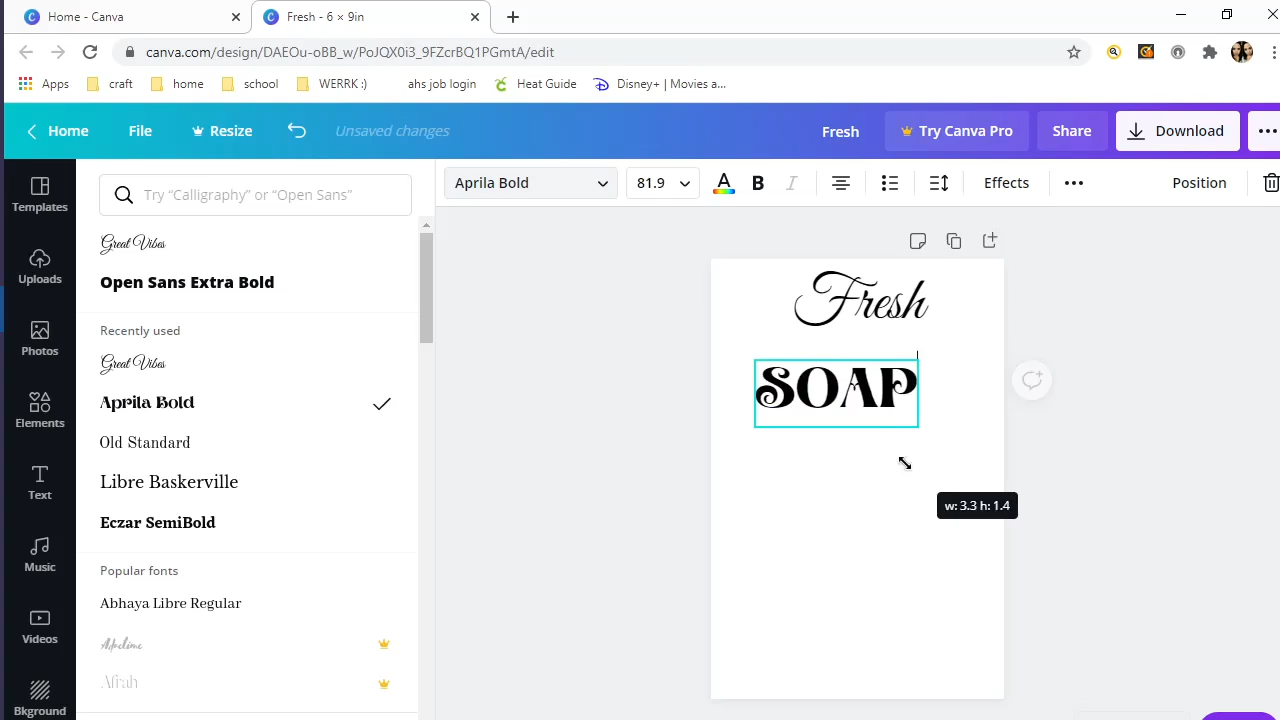 Home - Canva
Fresh - 6 × 9in
canva.com/design/DAEOu-oBB_w/PoJQX0i3_9FZcrBQ1PGmtA/edit
Apps craft home school WERRK :) ahs job login Heat Guide Disney+ | Movies a...
Home File Resize Unsaved changes Fresh Try Canva Pro Share Download
Templates
Uploads
Photos
Elements
Text
Music
Videos
Bkground
Try “Calligraphy” or “Open Sans”
Great Vibes
Open Sans Extra Bold
Recently used
Great Vibes
Aprila Bold
Old Standard
Libre Baskerville
Eczar SemiBold
Popular fonts
Abhaya Libre Regular
Adreline
Afrah
Aprila Bold 81.9 A B I Effects Position
Fresh
SOAP
w: 3.3 h: 1.4